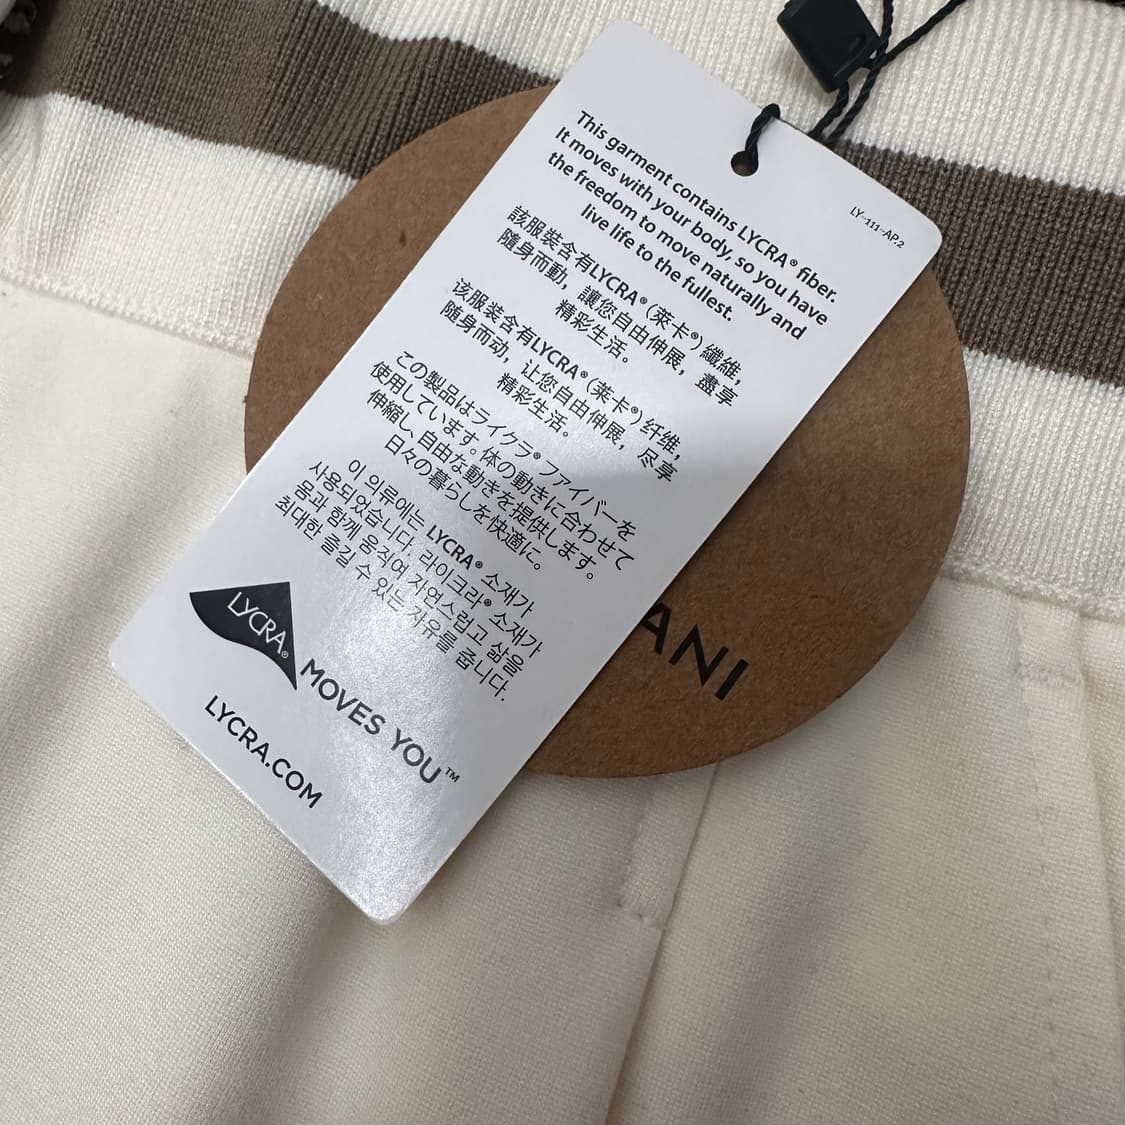 LY-111-AP.2
This garment contains LYCRA® fiber.
It moves with your body, so you have
the freedom to move naturally and
live life to the fullest.
該服裝含有LYCRA®(萊卡®)纖維,
隨身而動, 讓您自由伸展, 盡享
精彩生活。
该服装含有LYCRA®(莱卡®)纤维,
随身而动, 让您自由伸展, 尽享
精彩生活。
この製品はライクラ®ファイバーを
使用しています。体の動きに合わせて
伸縮し、自由な動きを提供します。
日々の暮らしを快適に。
이 의류에는 LYCRA® 소재가
사용되었습니다. 라이크라® 소재가
몸과 함께 움직여 자연스럽고 삶을
최대한 즐길 수 있는 자유를 줍니다.
LYCRA®
MOVES YOU™
LYCRA.COM
ANI